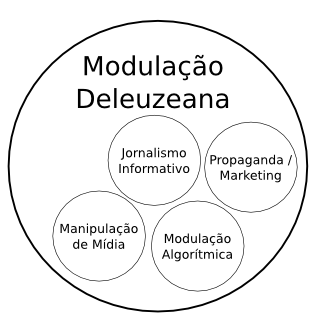 Modulação
Deleuzeana
Jornalismo
Informativo
Propaganda /
Marketing
Manipulação
de Mídia
Modulação
Algorítmica